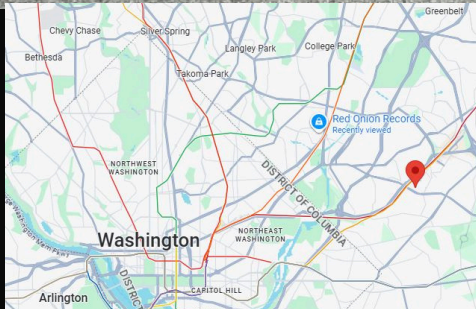 Greenbelt
Chevy Chase
Silver Spring
Langley Park
College Park
Bethesda
Takoma Park
Red Onion Records
Recently viewed
NORTHWEST
WASHINGTON
DISTRICT OF COLUMBIA
Washington
NORTHEAST
WASHINGTON
DISTRICT
CAPITOL HILL
Arlington